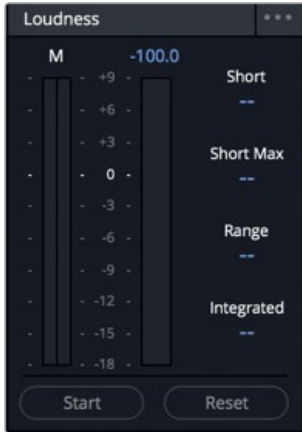 Loudness
M -100.0
+9
Short
--
+6
+3
Short Max
--
0
-3
Range
--
-6
-9
-12
Integrated
--
-15
-18
Start Reset